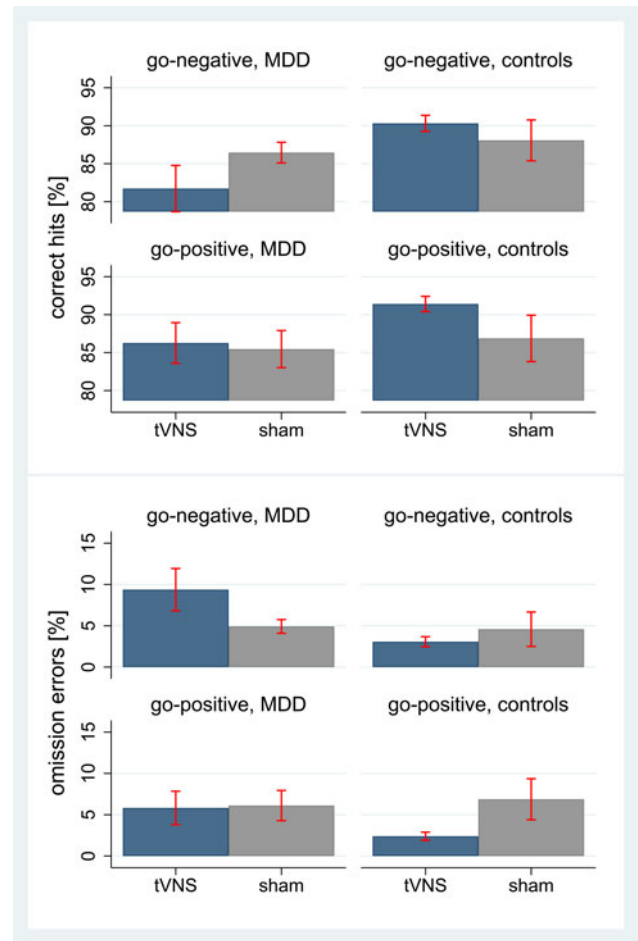 go-negative, MDD go-negative, controls
95
90
85
80
go-positive, MDD go-positive, controls
95
90
85
80
correct hits [%]
tVNS sham tVNS sham
go-negative, MDD go-negative, controls
15
10
5
0
go-positive, MDD go-positive, controls
15
10
5
0
omission errors [%]
tVNS sham tVNS sham